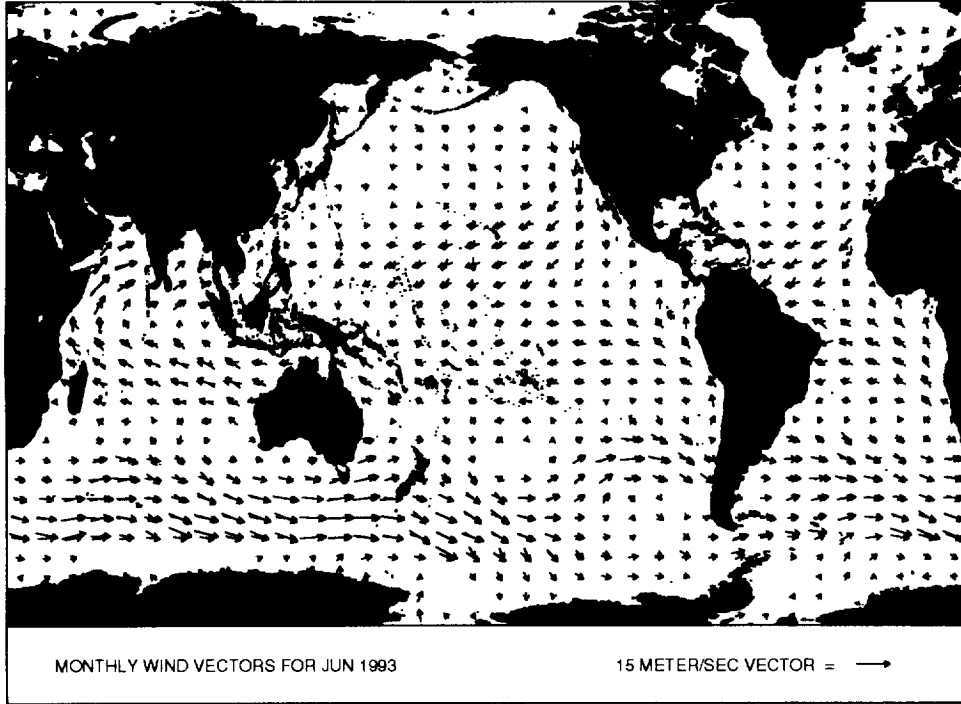 MONTHLY WIND VECTORS FOR JUN 1993
15 METER/SEC VECTOR =